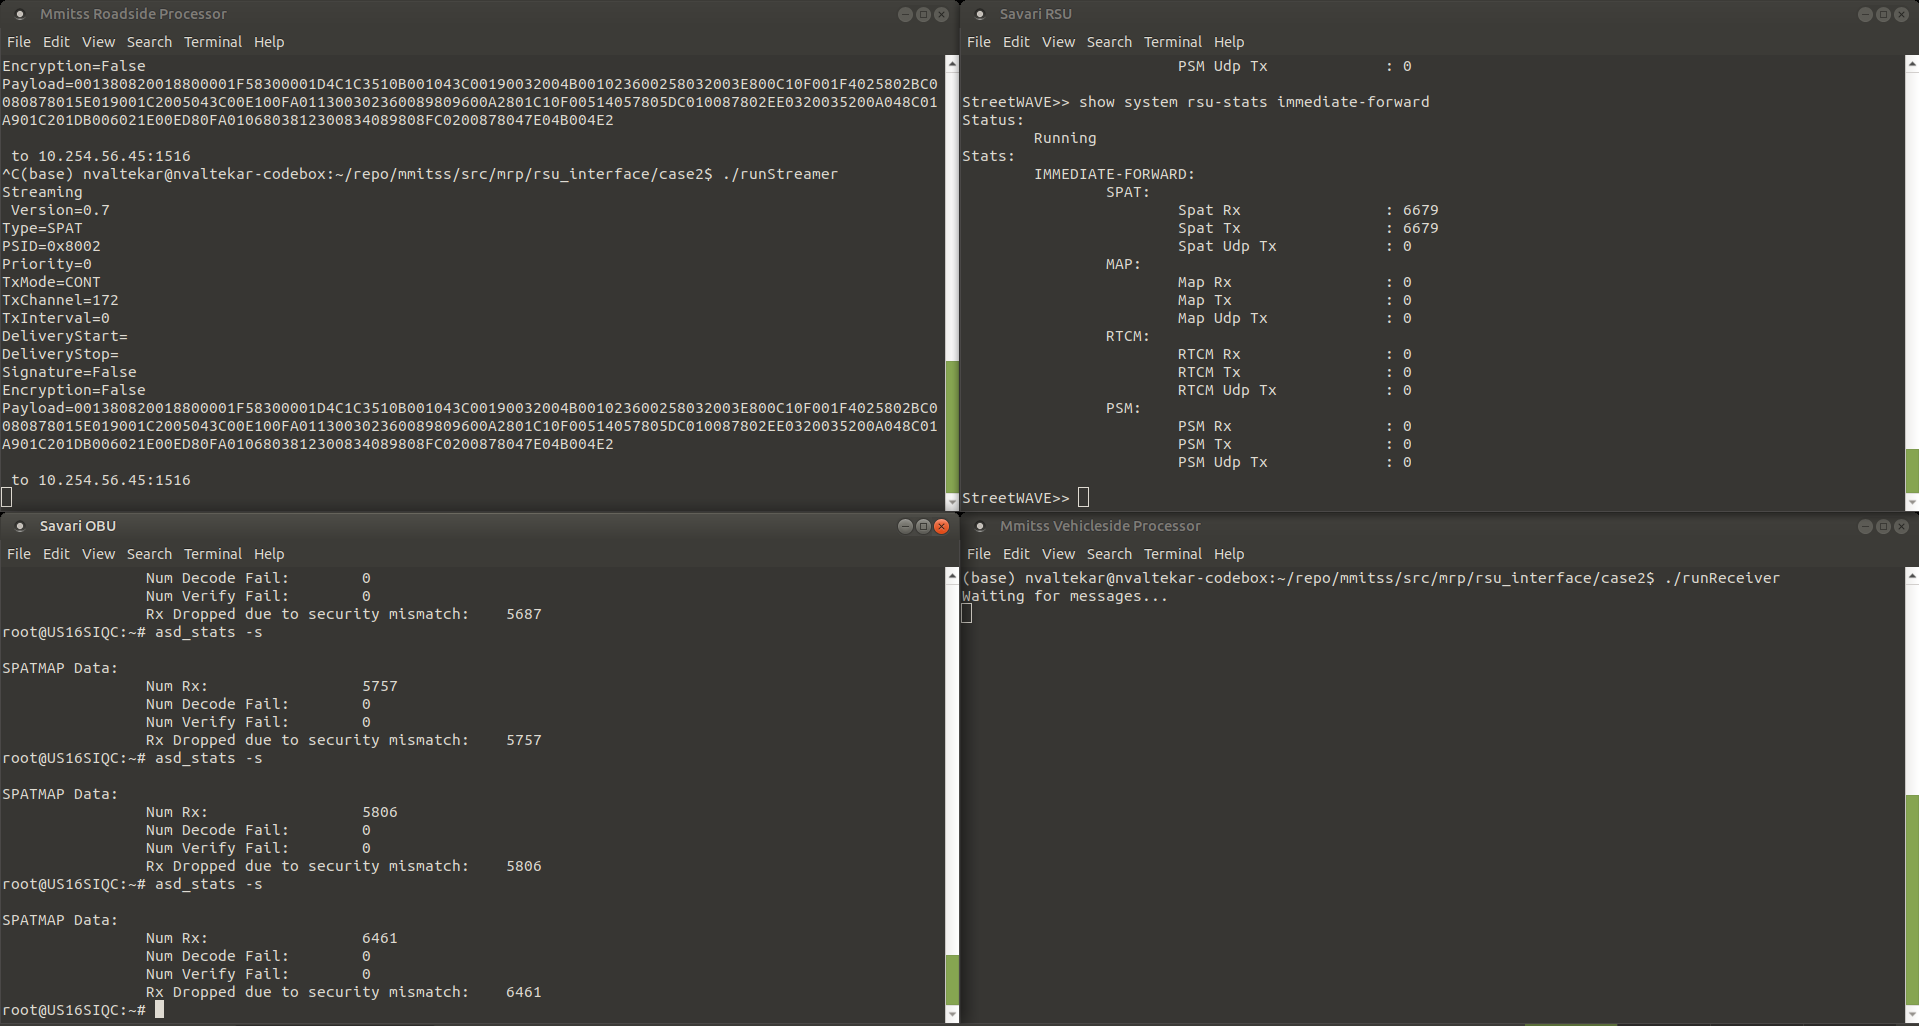 Mmitss Roadside Processor
File Edit View Search Terminal Help
Encryption=False
Payload=001380820018800001F58300001D4C1C3510B001043C00190032004B001023600258032003E800C10F001F4025802BC0
080878015E019001C2005043C00E100FA011300302360089809600A2801C10F00514057805DC010087802EE0320035200A048C01
A901C201DB006021E00ED80FA0106803812300834089808FC0200878047E04B004E2
to 10.254.56.45:1516
^C(base) nvaltekar@nvaltekar-codebox:~/repo/mmitss/src/mrp/rsu_interface/case2$ ./runStreamer
Streaming
Version=0.7
Type=SPAT
PSID=0x8002
Priority=0
TxMode=CONT
TxChannel=172
TxInterval=0
DeliveryStart=
DeliveryStop=
Signature=False
Encryption=False
Payload=001380820018800001F58300001D4C1C3510B001043C00190032004B001023600258032003E800C10F001F4025802BC0
080878015E019001C2005043C00E100FA011300302360089809600A2801C10F00514057805DC010087802EE0320035200A048C01
A901C201DB006021E00ED80FA0106803812300834089808FC0200878047E04B004E2
to 10.254.56.45:1516
Savari RSU
File Edit View Search Terminal Help
PSM Udp Tx : 0
StreetWAVE>> show system rsu-stats immediate-forward
Status:
Running
Stats:
IMMEDIATE-FORWARD:
SPAT:
Spat Rx : 6679
Spat Tx : 6679
Spat Udp Tx : 0
MAP:
Map Rx : 0
Map Tx : 0
Map Udp Tx : 0
RTCM:
RTCM Rx : 0
RTCM Tx : 0
RTCM Udp Tx : 0
PSM:
PSM Rx : 0
PSM Tx : 0
PSM Udp Tx : 0
StreetWAVE>>
Savari OBU
File Edit View Search Terminal Help
Num Decode Fail: 0
Num Verify Fail: 0
Rx Dropped due to security mismatch: 5687
root@US16SIQC:~# asd_stats -s
SPATMAP Data:
Num Rx: 5757
Num Decode Fail: 0
Num Verify Fail: 0
Rx Dropped due to security mismatch: 5757
root@US16SIQC:~# asd_stats -s
SPATMAP Data:
Num Rx: 5806
Num Decode Fail: 0
Num Verify Fail: 0
Rx Dropped due to security mismatch: 5806
root@US16SIQC:~# asd_stats -s
SPATMAP Data:
Num Rx: 6461
Num Decode Fail: 0
Num Verify Fail: 0
Rx Dropped due to security mismatch: 6461
root@US16SIQC:~#
Mmitss Vehicleside Processor
File Edit View Search Terminal Help
(base) nvaltekar@nvaltekar-codebox:~/repo/mmitss/src/mrp/rsu_interface/case2$ ./runReceiver
Waiting for messages...